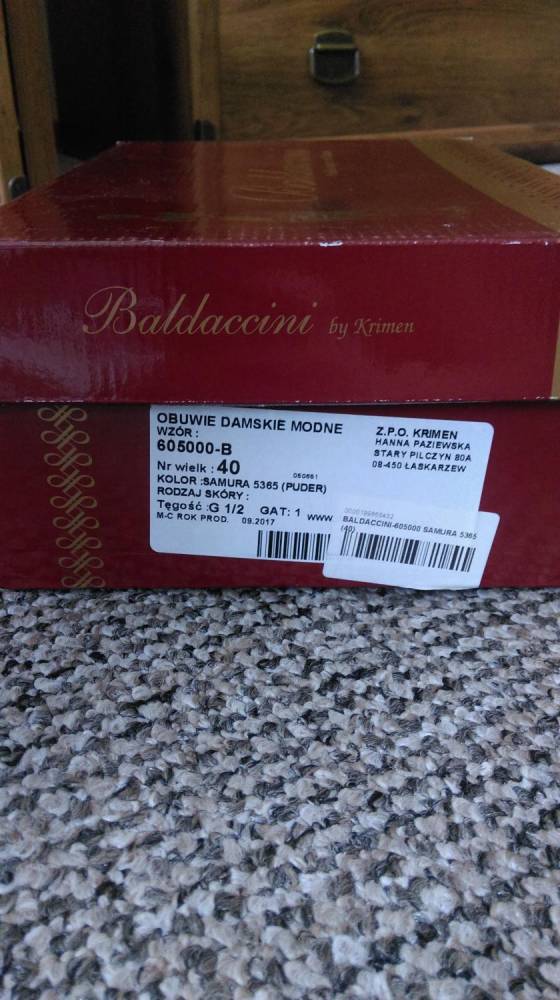 Baldaccini by Krimen
OBUWIE DAMSKIE MODNE
WZÓR :
605000-B
Nr wielk : 40
060681
KOLOR :SAMURA 5365 (PUDER)
RODZAJ SKÓRY :
Tęgość :G 1/2 GAT: 1 www
M-C ROK PROD. 09.2017
Z.P.O. KRIMEN
HANNA PAZIEWSKA
STARY PILCZYN 80A
08-450 ŁASKARZEW
BALDACCINI-605000 SAMURA 5365
(40)